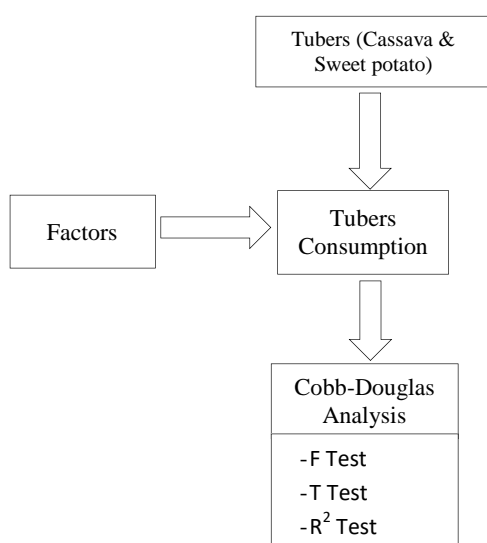 Tubers (Cassava &
Sweet potato)
Factors
Tubers
Consumption
Cobb-Douglas
Analysis
-F Test
-T Test
-R² Test